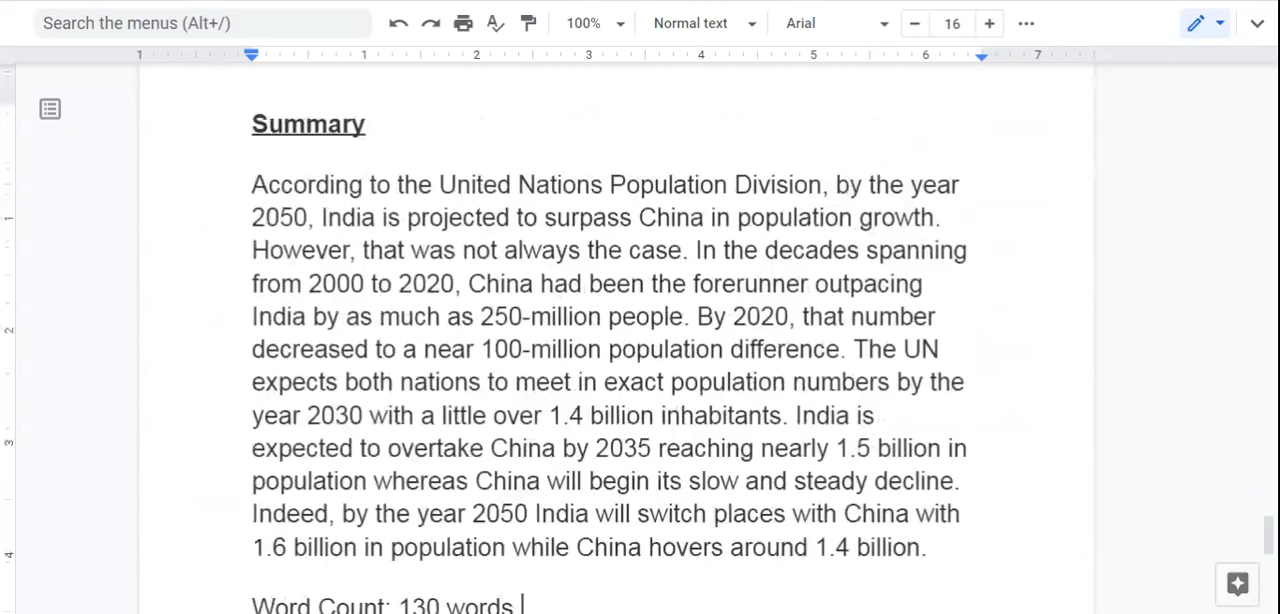 Search the menus (Alt+/)
100%
Normal text
Arial
− 16 +
1 1 2 3 4 5 6 7
Summary
According to the United Nations Population Division, by the year
2050, India is projected to surpass China in population growth.
However, that was not always the case. In the decades spanning
from 2000 to 2020, China had been the forerunner outpacing
India by as much as 250-million people. By 2020, that number
decreased to a near 100-million population difference. The UN
expects both nations to meet in exact population numbers by the
year 2030 with a little over 1.4 billion inhabitants. India is
expected to overtake China by 2035 reaching nearly 1.5 billion in
population whereas China will begin its slow and steady decline.
Indeed, by the year 2050 India will switch places with China with
1.6 billion in population while China hovers around 1.4 billion.
Word Count: 130 words
1
2
3
4